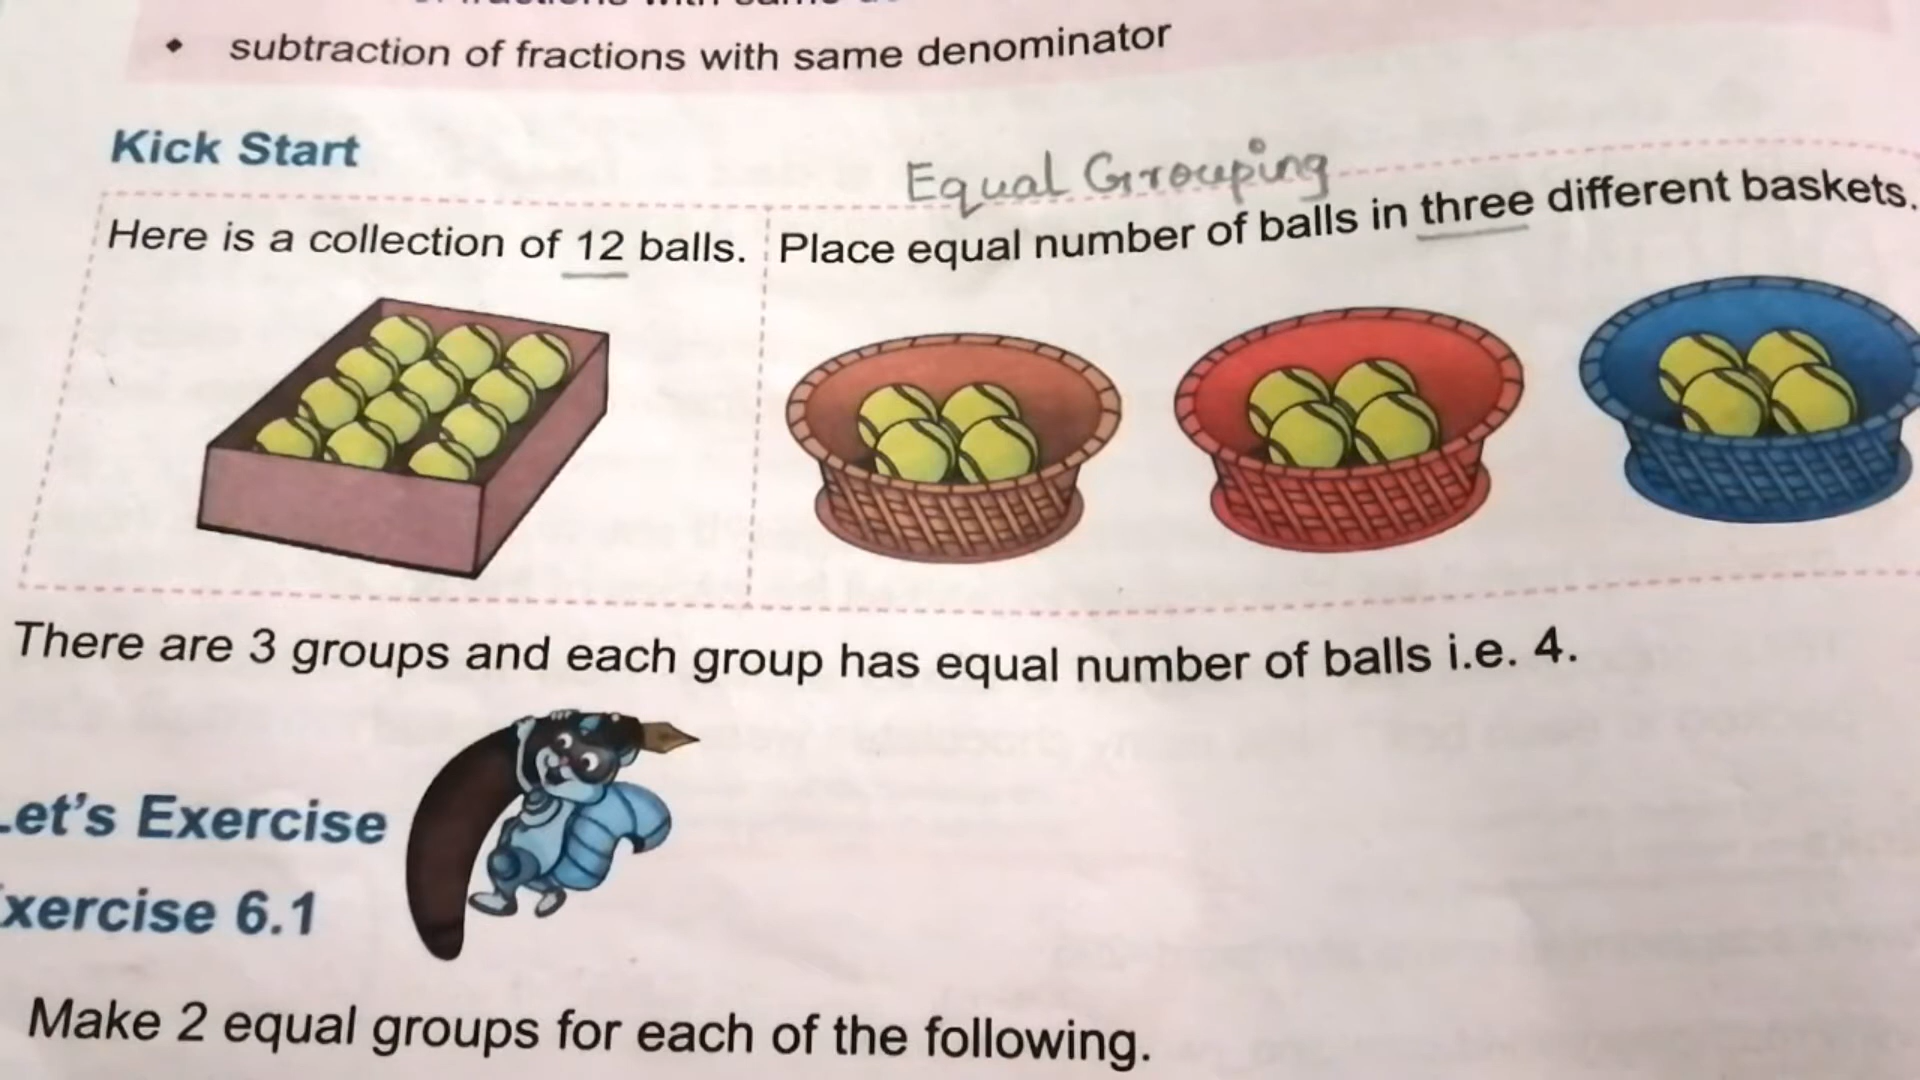 subtraction of fractions with same denominator
Kick Start
Equal Grouping
Here is a collection of 12 balls.
Place equal number of balls in three different baskets.
There are 3 groups and each group has equal number of balls i.e. 4.
Let's Exercise
Exercise 6.1
Make 2 equal groups for each of the following.